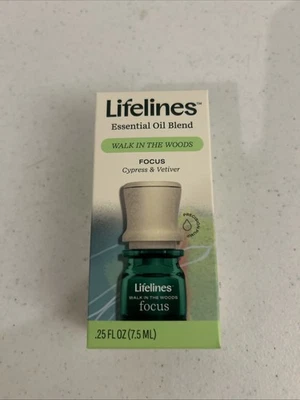 Lifelines™
Essential Oil Blend
WALK IN THE WOODS
FOCUS
Cypress & Vetiver
Lifelines
WALK IN THE WOODS
focus
.25 FL OZ (7.5 ML)